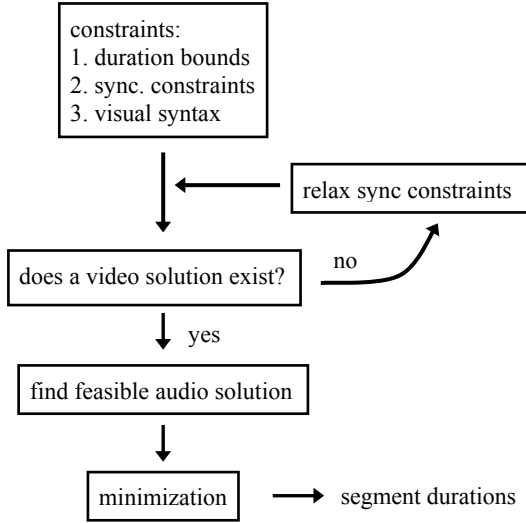 constraints:
1. duration bounds
2. sync. constraints
3. visual syntax
relax sync constraints
does a video solution exist?
no
yes
find feasible audio solution
minimization
segment durations